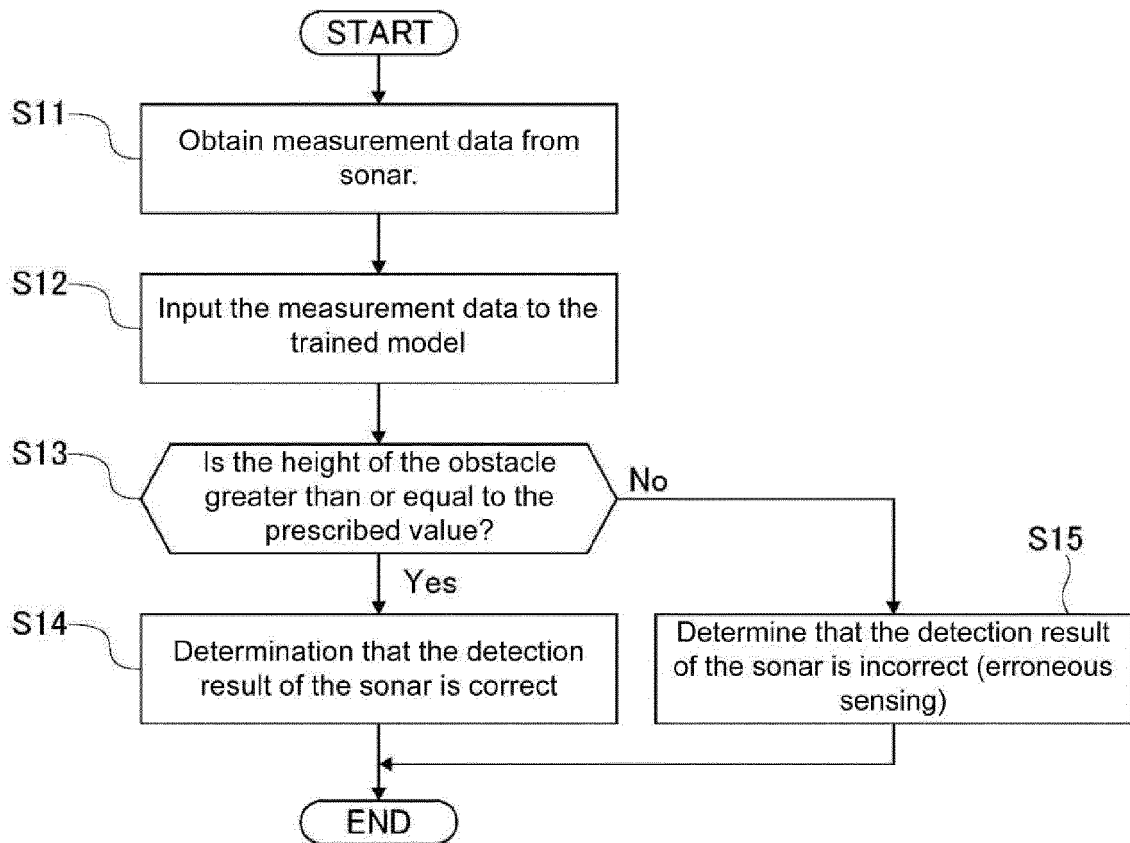 START
S11
Obtain measurement data from
sonar.
S12
Input the measurement data to the
trained model
S13
Is the height of the obstacle
greater than or equal to the
prescribed value?
No
Yes
S14
Determination that the detection
result of the sonar is correct
S15
Determine that the detection result
of the sonar is incorrect (erroneous
sensing)
END